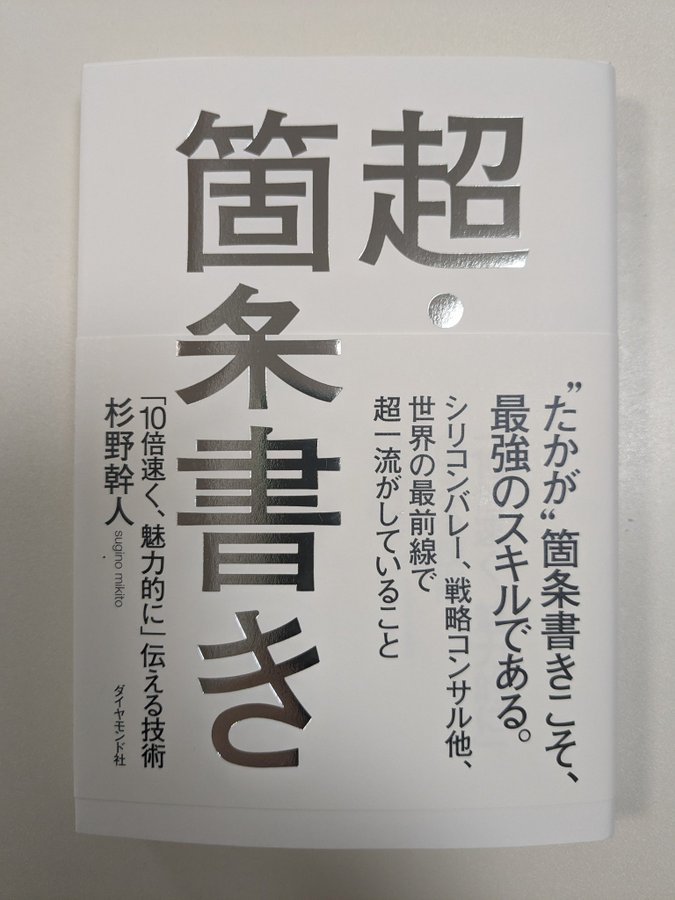 超・
箇条書き
"たかが"箇条書きこそ、
最強のスキルである。
シリコンバレー、戦略コンサル他、
世界の最前線で
超一流がしていること
「10倍速く、魅力的に」伝える技術
杉野幹人 sugino mikito
ダイヤモンド社